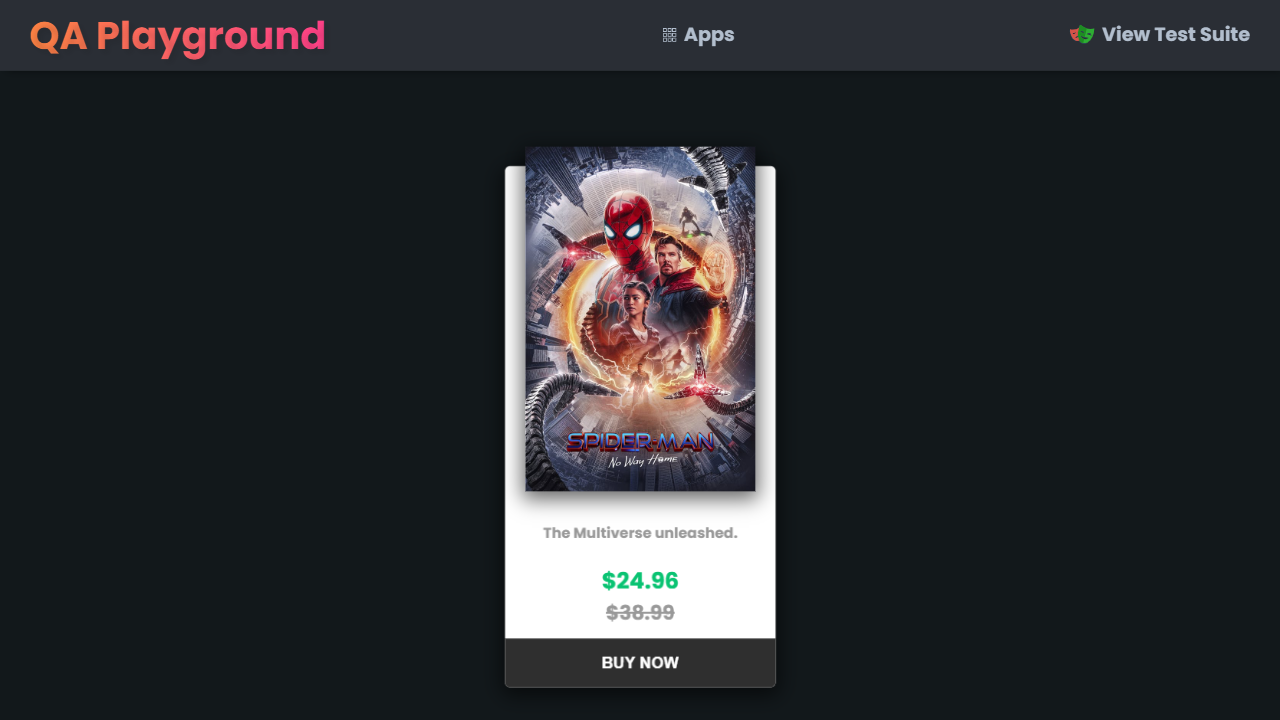 QA Playground
Apps
View Test Suite
SPIDER-MAN
No Way Home
The Multiverse unleashed.
$24.96
$38.99
BUY NOW